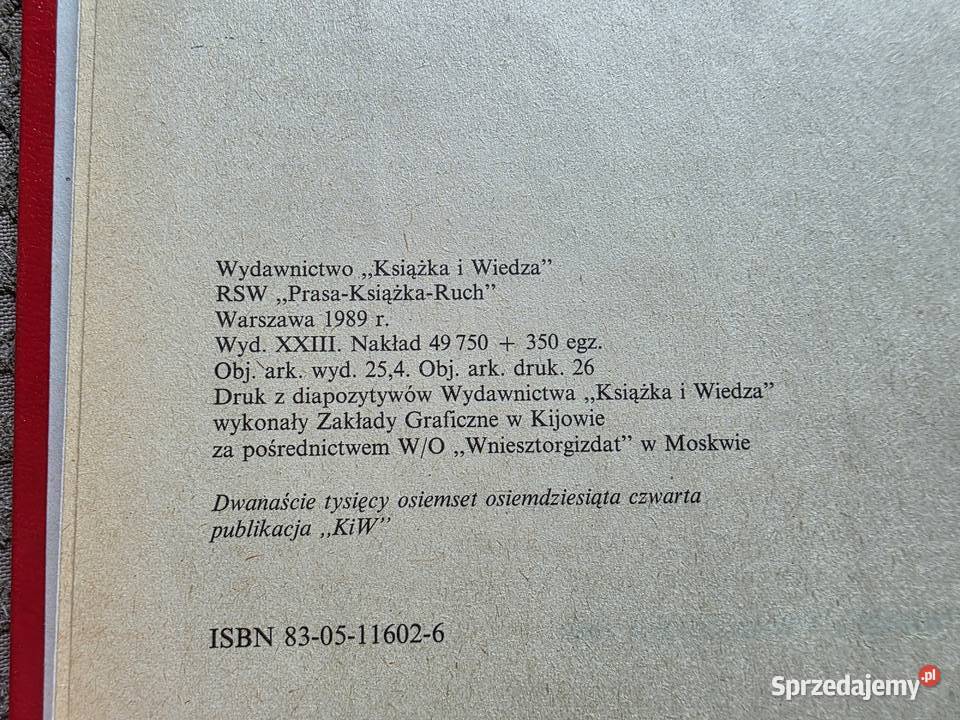 Wydawnictwo „Książka i Wiedza”
RSW „Prasa-Książka-Ruch”
Warszawa 1989 r.
Wyd. XXIII. Nakład 49 750 + 350 egz.
Obj. ark. wyd. 25,4. Obj. ark. druk. 26
Druk z diapozytywów Wydawnictwa „Książka i Wiedza”
wykonały Zakłady Graficzne w Kijowie
za pośrednictwem W/O „Wniesztorgizdat” w Moskwie
Dwanaście tysięcy osiemset osiemdziesiąta czwarta
publikacja „KiW”
ISBN 83-05-11602-6
Sprzedajemy.pl